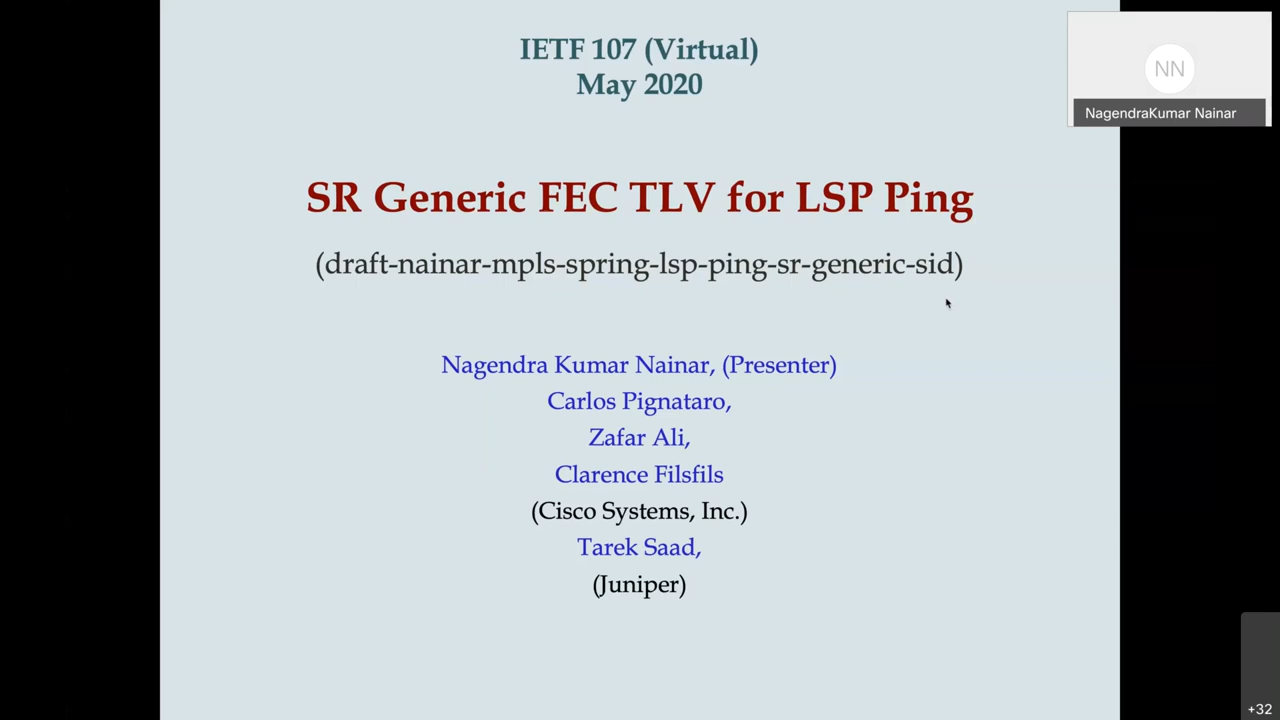 IETF 107 (Virtual)
May 2020
NN
NagendraKumar Nainar
SR Generic FEC TLV for LSP Ping
(draft-nainar-mpls-spring-lsp-ping-sr-generic-sid)
Nagendra Kumar Nainar, (Presenter)
Carlos Pignataro,
Zafar Ali,
Clarence Filsfils
(Cisco Systems, Inc.)
Tarek Saad,
(Juniper)
+32